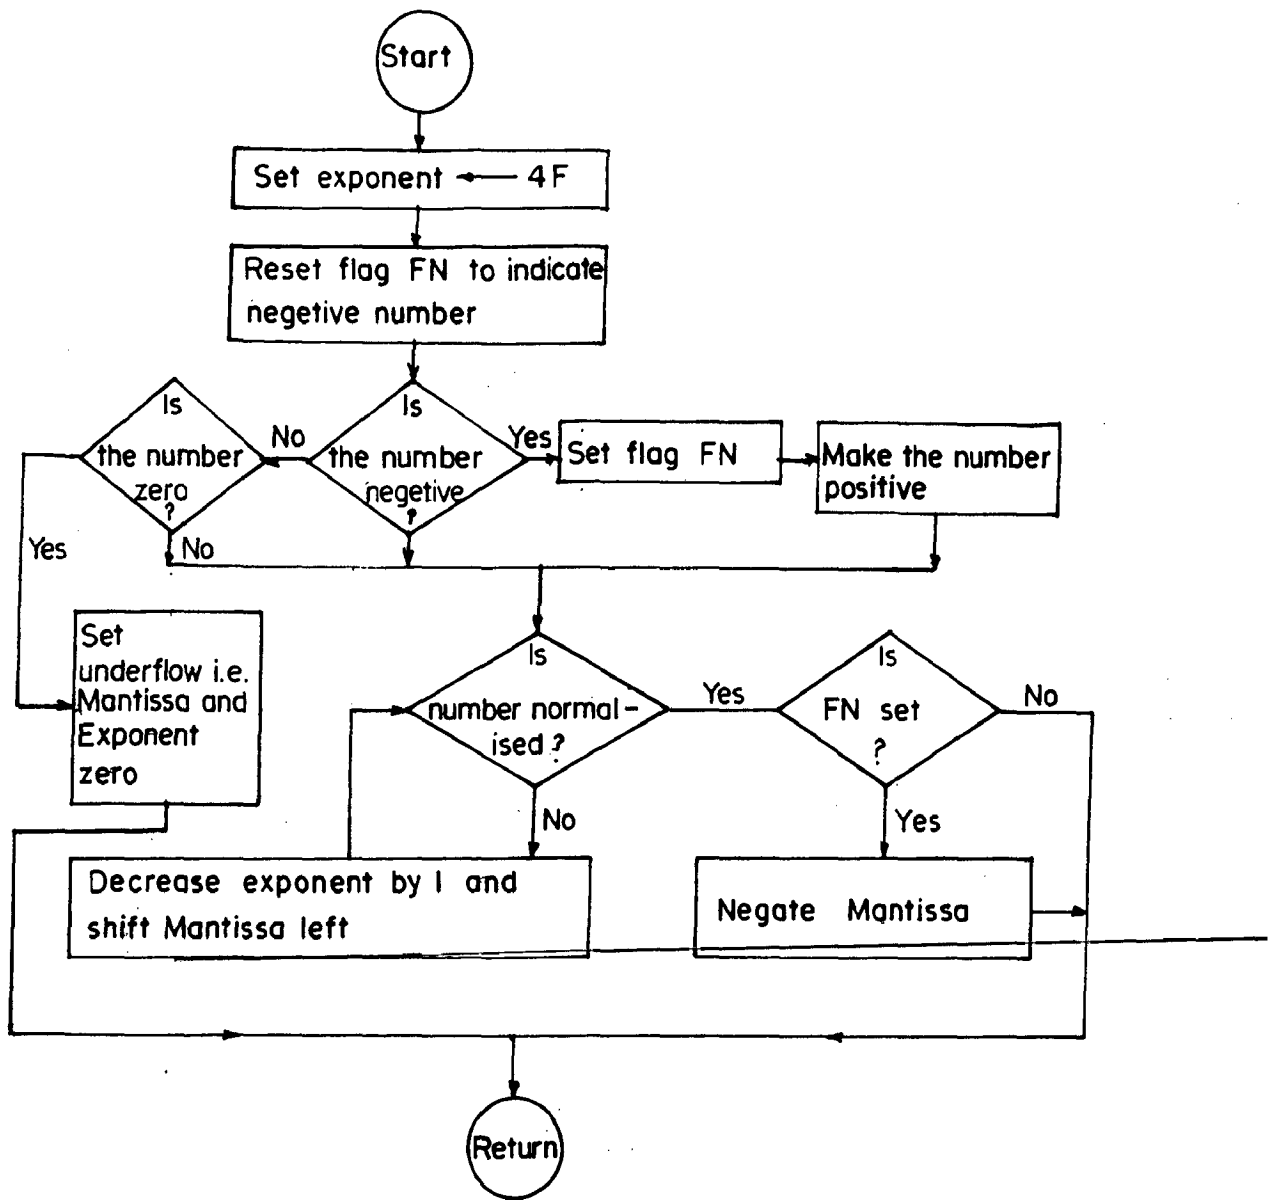 Start
Set exponent ← 4F
Reset flag FN to indicate
negetive number
Is
the number
zero
?
No
Is
the number
negetive
?
Yes
Set flag FN
Make the number
positive
Yes
No
Set
underflow i.e.
Mantissa and
Exponent
zero
Is
number normal-
ised?
Yes
Is
FN set
?
No
No
Yes
Decrease exponent by 1 and
shift Mantissa left
Negate Mantissa
Return